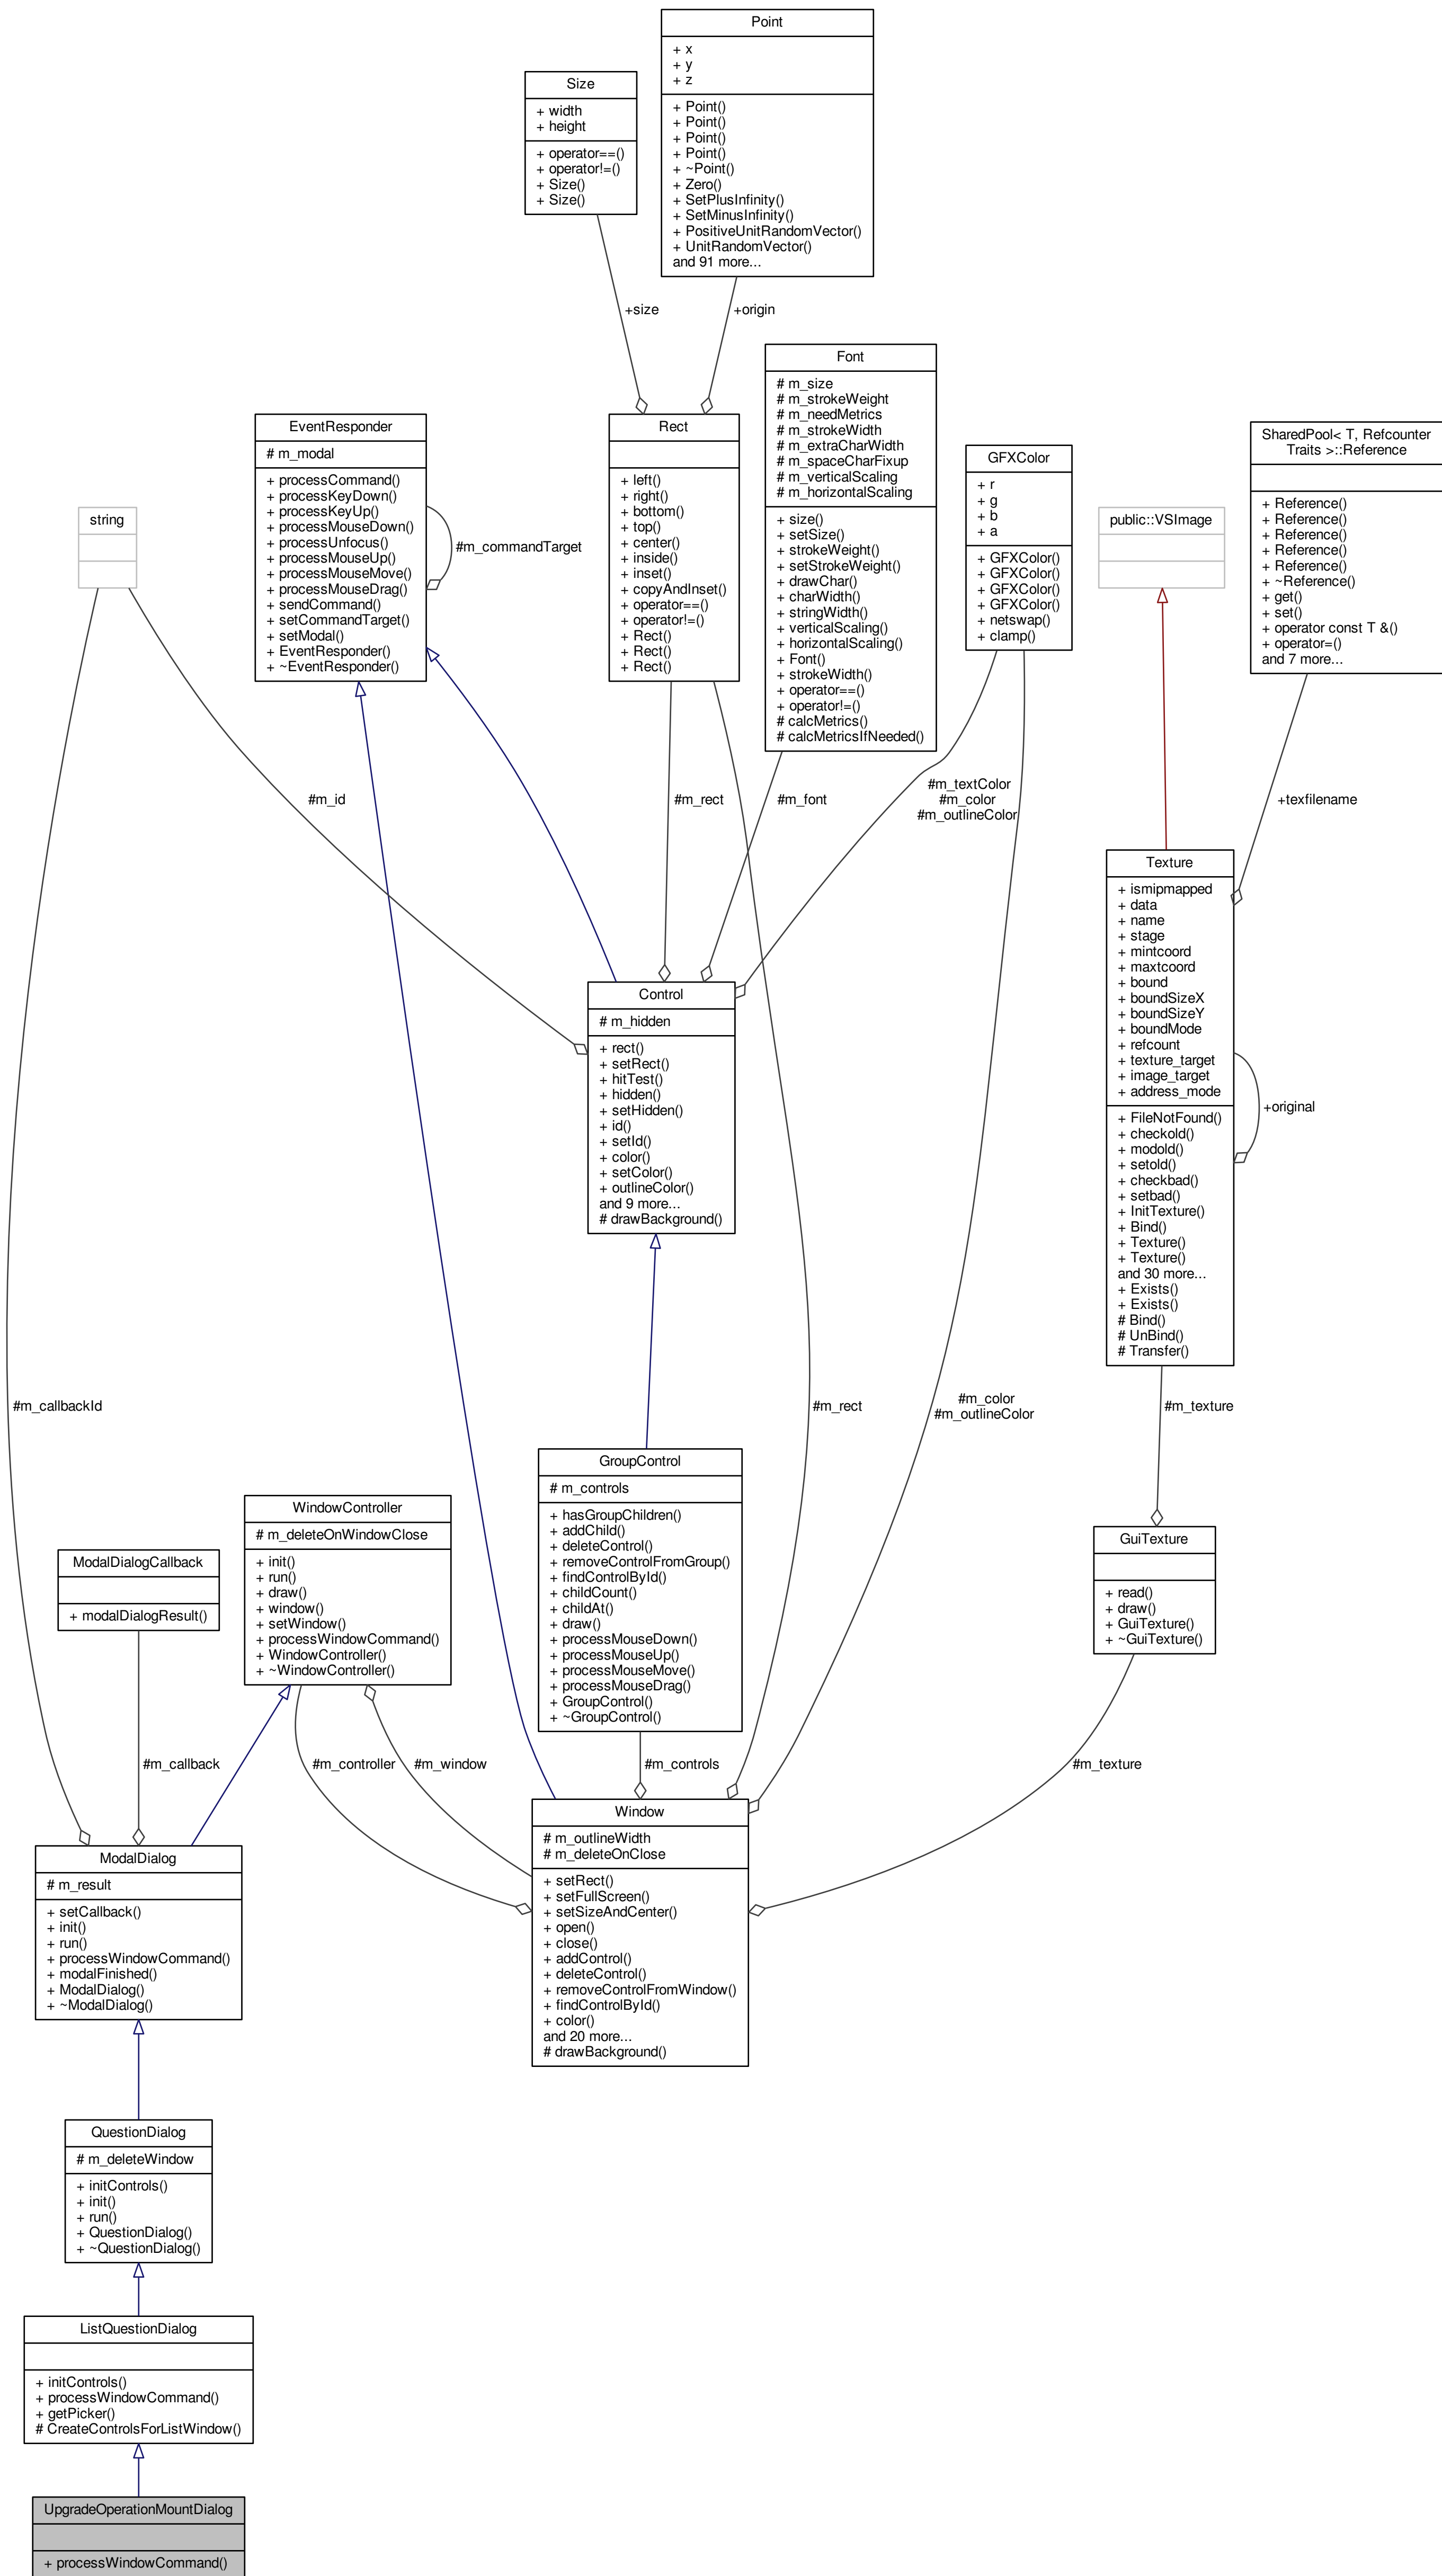 Point
+ x
+ y
+ z
+ Point()
+ Point()
+ Point()
+ Point()
+ ~Point()
+ Zero()
+ SetPlusInfinity()
+ SetMinusInfinity()
+ PositiveUnitRandomVector()
+ UnitRandomVector()
and 91 more...
Size
+ width
+ height
+ operator==()
+ operator!=()
+ Size()
+ Size()
+size
+origin
Font
# m_size
# m_strokeWeight
# m_needMetrics
# m_strokeWidth
# m_extraCharWidth
# m_spaceCharFixup
# m_verticalScaling
# m_horizontalScaling
+ size()
+ setSize()
+ strokeWeight()
+ setStrokeWeight()
+ drawChar()
+ charWidth()
+ stringWidth()
+ verticalScaling()
+ horizontalScaling()
+ Font()
+ strokeWidth()
+ operator==()
+ operator!=()
# calcMetrics()
# calcMetricsIfNeeded()
EventResponder
# m_modal
+ processCommand()
+ processKeyDown()
+ processKeyUp()
+ processMouseDown()
+ processUnfocus()
+ processMouseUp()
+ processMouseMove()
+ processMouseDrag()
+ sendCommand()
+ setCommandTarget()
+ setModal()
+ EventResponder()
+ ~EventResponder()
#m_commandTarget
Rect
+ left()
+ right()
+ bottom()
+ top()
+ center()
+ inside()
+ inset()
+ copyAndInset()
+ operator==()
+ operator!=()
+ Rect()
+ Rect()
+ Rect()
GFXColor
+ r
+ g
+ b
+ a
+ GFXColor()
+ GFXColor()
+ GFXColor()
+ GFXColor()
+ netswap()
+ clamp()
SharedPool< T, Refcounter
Traits >::Reference
+ Reference()
+ Reference()
+ Reference()
+ Reference()
+ Reference()
+ ~Reference()
+ get()
+ set()
+ operator const T &()
+ operator=()
and 7 more...
string
public::VSImage
#m_id
#m_rect
#m_font
#m_textColor
#m_color
#m_outlineColor
+texfilename
Texture
+ ismipmapped
+ data
+ name
+ stage
+ mintcoord
+ maxtcoord
+ bound
+ boundSizeX
+ boundSizeY
+ boundMode
+ refcount
+ texture_target
+ image_target
+ address_mode
+ FileNotFound()
+ checkold()
+ modold()
+ setold()
+ checkbad()
+ setbad()
+ InitTexture()
+ Bind()
+ Texture()
+ Texture()
and 30 more...
+ Exists()
+ Exists()
# Bind()
# UnBind()
# Transfer()
+original
Control
# m_hidden
+ rect()
+ setRect()
+ hitTest()
+ hidden()
+ setHidden()
+ id()
+ setId()
+ color()
+ setColor()
+ outlineColor()
and 9 more...
# drawBackground()
#m_callbackId
#m_rect
#m_color
#m_outlineColor
#m_texture
GroupControl
# m_controls
+ hasGroupChildren()
+ addChild()
+ deleteControl()
+ removeControlFromGroup()
+ findControlById()
+ childCount()
+ childAt()
+ draw()
+ processMouseDown()
+ processMouseUp()
+ processMouseMove()
+ processMouseDrag()
+ GroupControl()
+ ~GroupControl()
WindowController
# m_deleteOnWindowClose
+ init()
+ run()
+ draw()
+ window()
+ setWindow()
+ processWindowCommand()
+ WindowController()
+ ~WindowController()
ModalDialogCallback
+ modalDialogResult()
GuiTexture
+ read()
+ draw()
+ GuiTexture()
+ ~GuiTexture()
#m_callback
#m_controller
#m_window
#m_controls
#m_texture
Window
# m_outlineWidth
# m_deleteOnClose
+ setRect()
+ setFullScreen()
+ setSizeAndCenter()
+ open()
+ close()
+ addControl()
+ deleteControl()
+ removeControlFromWindow()
+ findControlById()
+ color()
and 20 more...
# drawBackground()
ModalDialog
# m_result
+ setCallback()
+ init()
+ run()
+ processWindowCommand()
+ modalFinished()
+ ModalDialog()
+ ~ModalDialog()
QuestionDialog
# m_deleteWindow
+ initControls()
+ init()
+ run()
+ QuestionDialog()
+ ~QuestionDialog()
ListQuestionDialog
+ initControls()
+ processWindowCommand()
+ getPicker()
# CreateControlsForListWindow()
UpgradeOperationMountDialog
+ processWindowCommand()